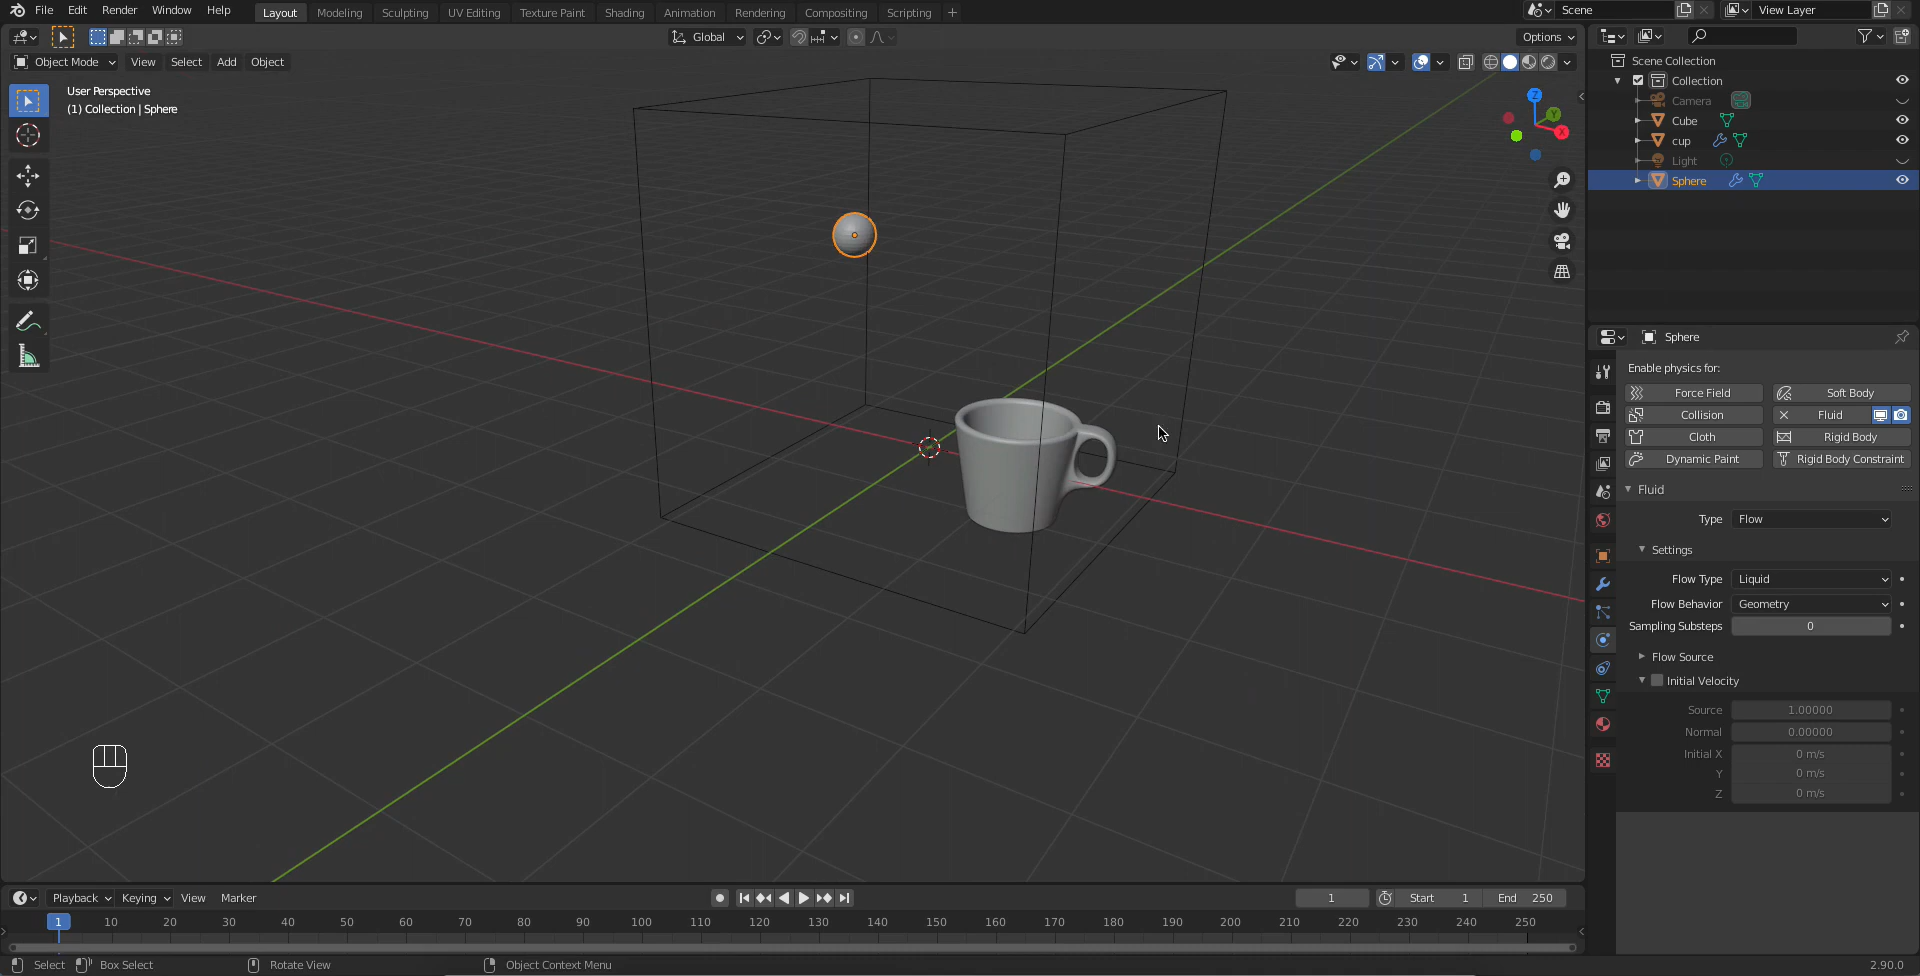 File Edit Render Window Help Layout Modeling Sculpting UV Editing Texture Paint Shading Animation Rendering Compositing Scripting Scene View Layer
Global Options
Object Mode View Select Add Object
User Perspective
(1) Collection | Sphere
Z
Y
X
Scene Collection
Collection
Camera
Cube
cup
Light
Sphere
Sphere
Enable physics for:
Force Field Soft Body
Collision Fluid
Cloth Rigid Body
Dynamic Paint Rigid Body Constraint
Fluid
Type Flow
Settings
Flow Type Liquid
Flow Behavior Geometry
Sampling Substeps 0
Flow Source
Initial Velocity
Source 1.00000
Normal 0.00000
Initial X 0 m/s
Y 0 m/s
Z 0 m/s
Playback Keying View Marker 1 Start 1 End 250
1 10 20 30 40 50 60 70 80 90 100 110 120 130 140 150 160 170 180 190 200 210 220 230 240 250
Select Box Select Rotate View Object Context Menu 2.90.0